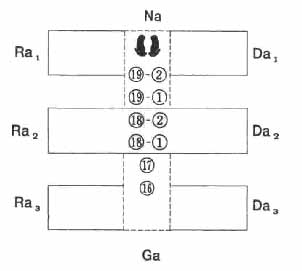 Na
Ra1 Da1
⑲-②
⑲-①
Ra2 ⑱-② Da2
⑱-①
⑰
⑯
Ra3 Da3
Ga